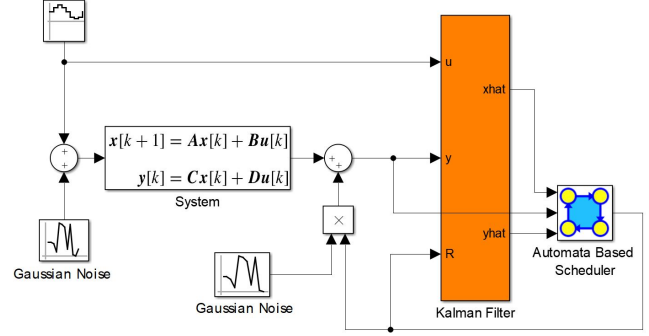 u
xhat
+
+
x[k + 1] = Ax[k] + Bu[k]
y[k] = Cx[k] + Du[k]
+
+
y
System
×
yhat
R
Automata Based
Scheduler
Gaussian Noise
Gaussian Noise
Kalman Filter